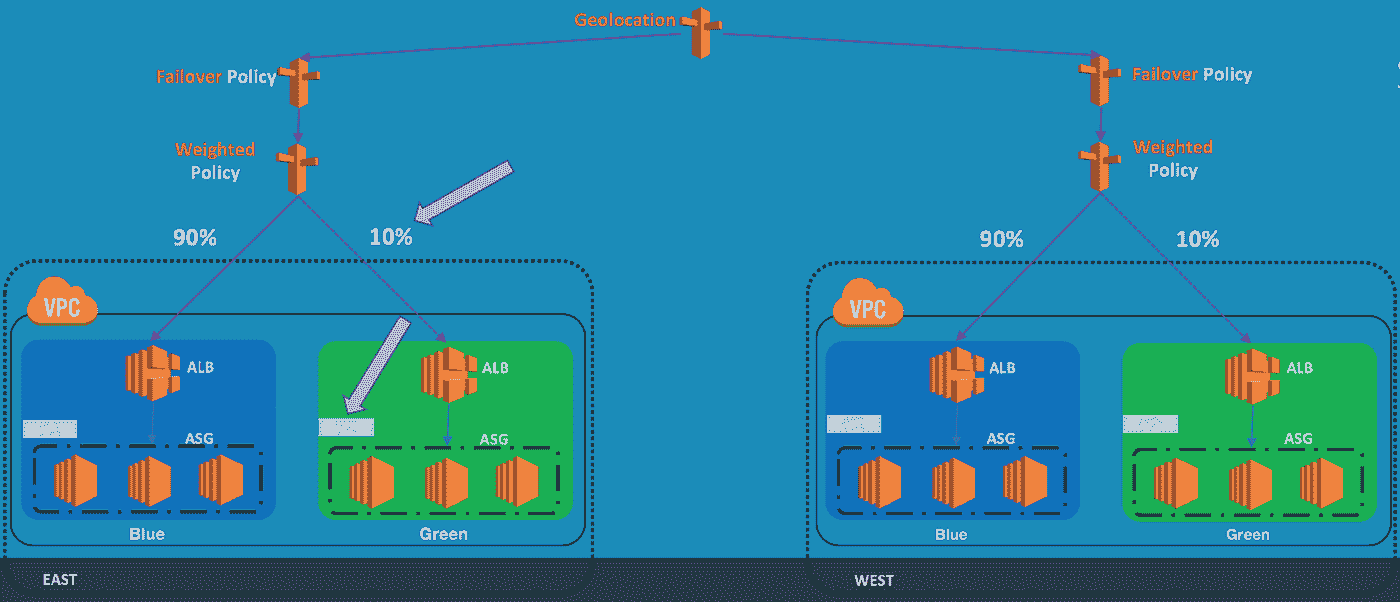 Geolocation
Failover Policy
Failover Policy
Weighted
Policy
Weighted
Policy
90%
10%
90%
10%
VPC
VPC
ALB
ALB
ALB
ALB
ASG
ASG
ASG
ASG
Blue
Green
Blue
Green
EAST
WEST